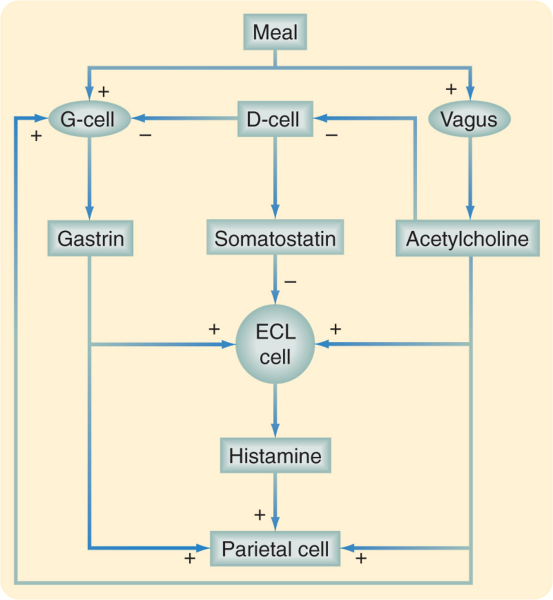 Meal
+
+
G-cell
D-cell
Vagus
+
−
−
Gastrin
Somatostatin
Acetylcholine
−
+
ECL
cell
+
Histamine
+
Parietal cell
+
+